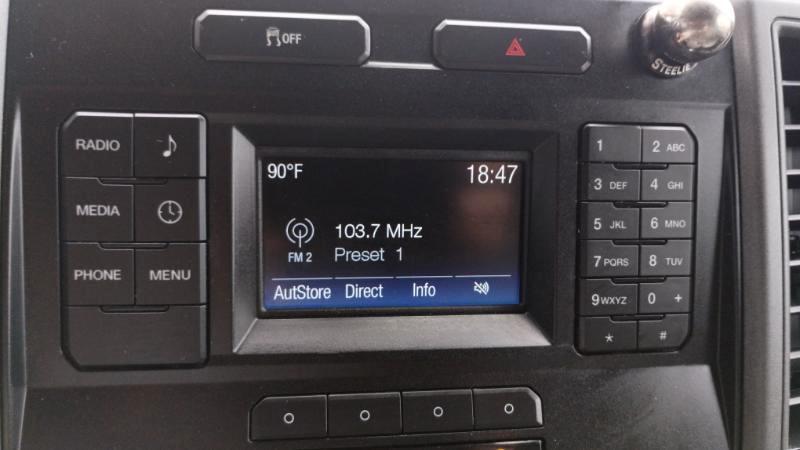 OFF
STEELIE
RADIO
MEDIA
PHONE MENU
90°F 18:47
103.7 MHz
FM 2 Preset 1
AutStore Direct Info
1 2 ABC
3 DEF 4 GHI
5 JKL 6 MNO
7 PQRS 8 TUV
9 WXYZ 0 +
* #